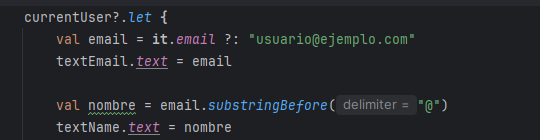 currentUser?.let {
val email = it.email ?: "usuario@ejemplo.com"
textEmail.text = email
val nombre = email.substringBefore( delimiter = "@")
textName.text = nombre